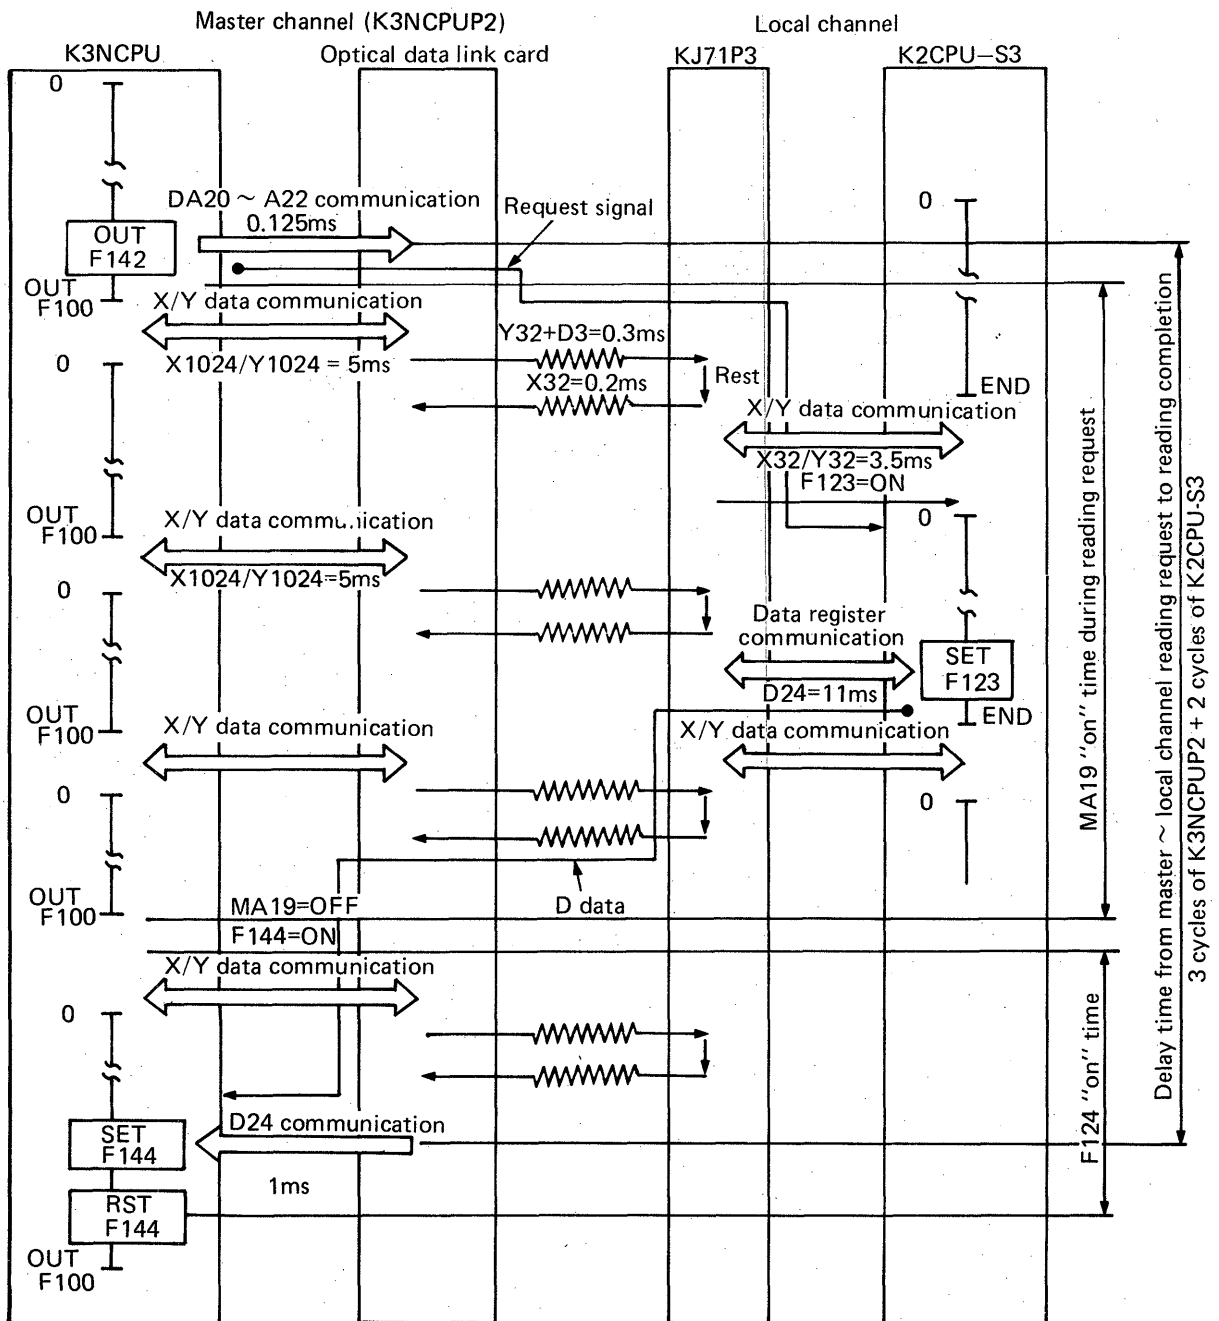 Master channel (K3NCPUP2)
Local channel
K3NCPU
Optical data link card
KJ71P3
K2CPU–S3
0
DA20 ~ A22 communication
0.125ms
Request signal
0
OUT
F142
OUT
F100
X/Y data communication
X1024/Y1024 = 5ms
Y32+D3=0.3ms
0
Rest
X32=0.2ms
END
X/Y data communication
X32/Y32=3.5ms
F123=ON
OUT
F100
X/Y data communication
0
X1024/Y1024=5ms
0
Data register
communication
SET
F123
D24=11ms
OUT
F100
X/Y data communication
END
X/Y data communication
0
0
OUT
F100
MA19=OFF
D data
F144=ON
X/Y data communication
0
D24 communication
SET
F144
1ms
RST
F144
OUT
F100
MA19 "on" time during reading request
F124 "on" time
Delay time from master ~ local channel reading request to reading completion
3 cycles of K3NCPUP2 + 2 cycles of K2CPU-S3